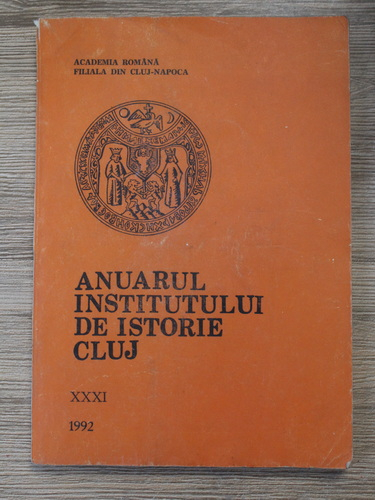 ACADEMIA ROMÂNĂ
FILIALA DIN CLUJ-NAPOCA
ANUARUL
INSTITUTULUI
DE ISTORIE
CLUJ
XXXI
1992